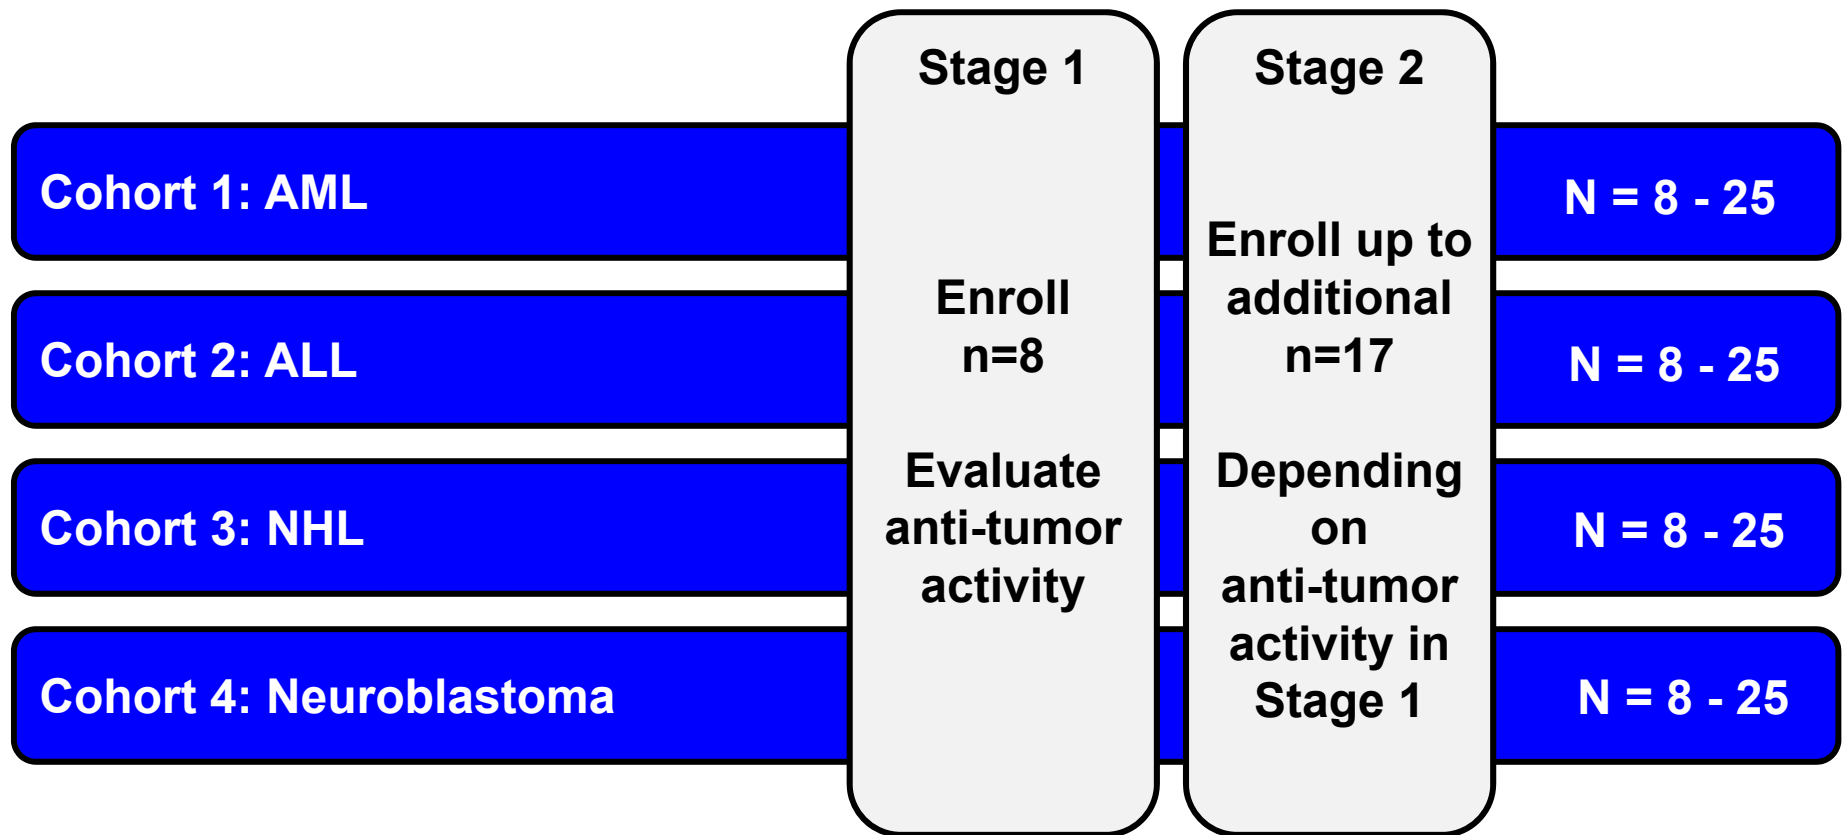 Stage 1
Stage 2
Cohort 1: AML
N = 8 - 25
Cohort 2: ALL
N = 8 - 25
Cohort 3: NHL
N = 8 - 25
Cohort 4: Neuroblastoma
N = 8 - 25
Enroll
n=8
Evaluate
anti-tumor
activity
Enroll up to
additional
n=17
Depending
on
anti-tumor
activity in
Stage 1